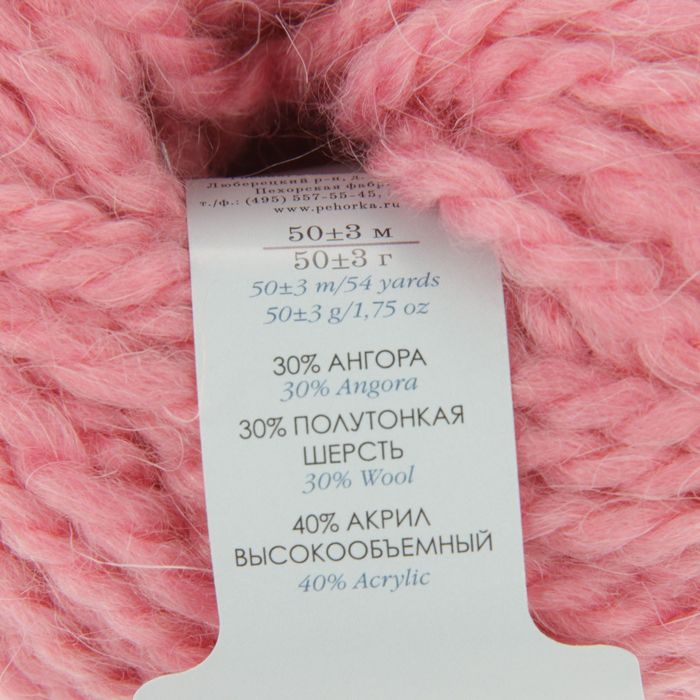 Люберецкий р-н, д.
Пехорская фабр
т./ф.: (495) 557-55-45,
www.pehorka.ru
50±3 м
50±3 г
50±3 m/54 yards
50±3 g/1,75 oz
30% АНГОРА
30% Angora
30% ПОЛУТОНКАЯ
ШЕРСТЬ
30% Wool
40% АКРИЛ
ВЫСОКООБЪЕМНЫЙ
40% Acrylic